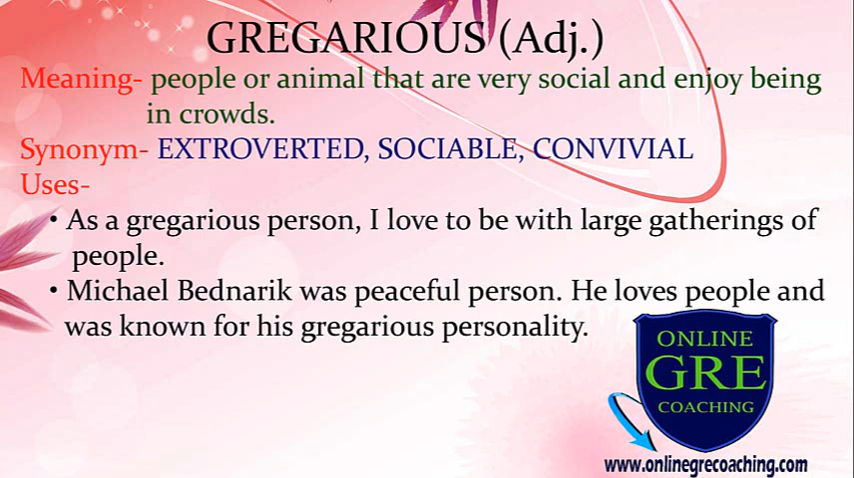 GREGARIOUS (Adj.)
Meaning- people or animal that are very social and enjoy being
in crowds.
Synonym- EXTROVERTED, SOCIABLE, CONVIVIAL
Uses-
• As a gregarious person, I love to be with large gatherings of
people.
• Michael Bednarik was peaceful person. He loves people and
was known for his gregarious personality.
ONLINE
GRE
COACHING
www.onlinegrecoaching.com